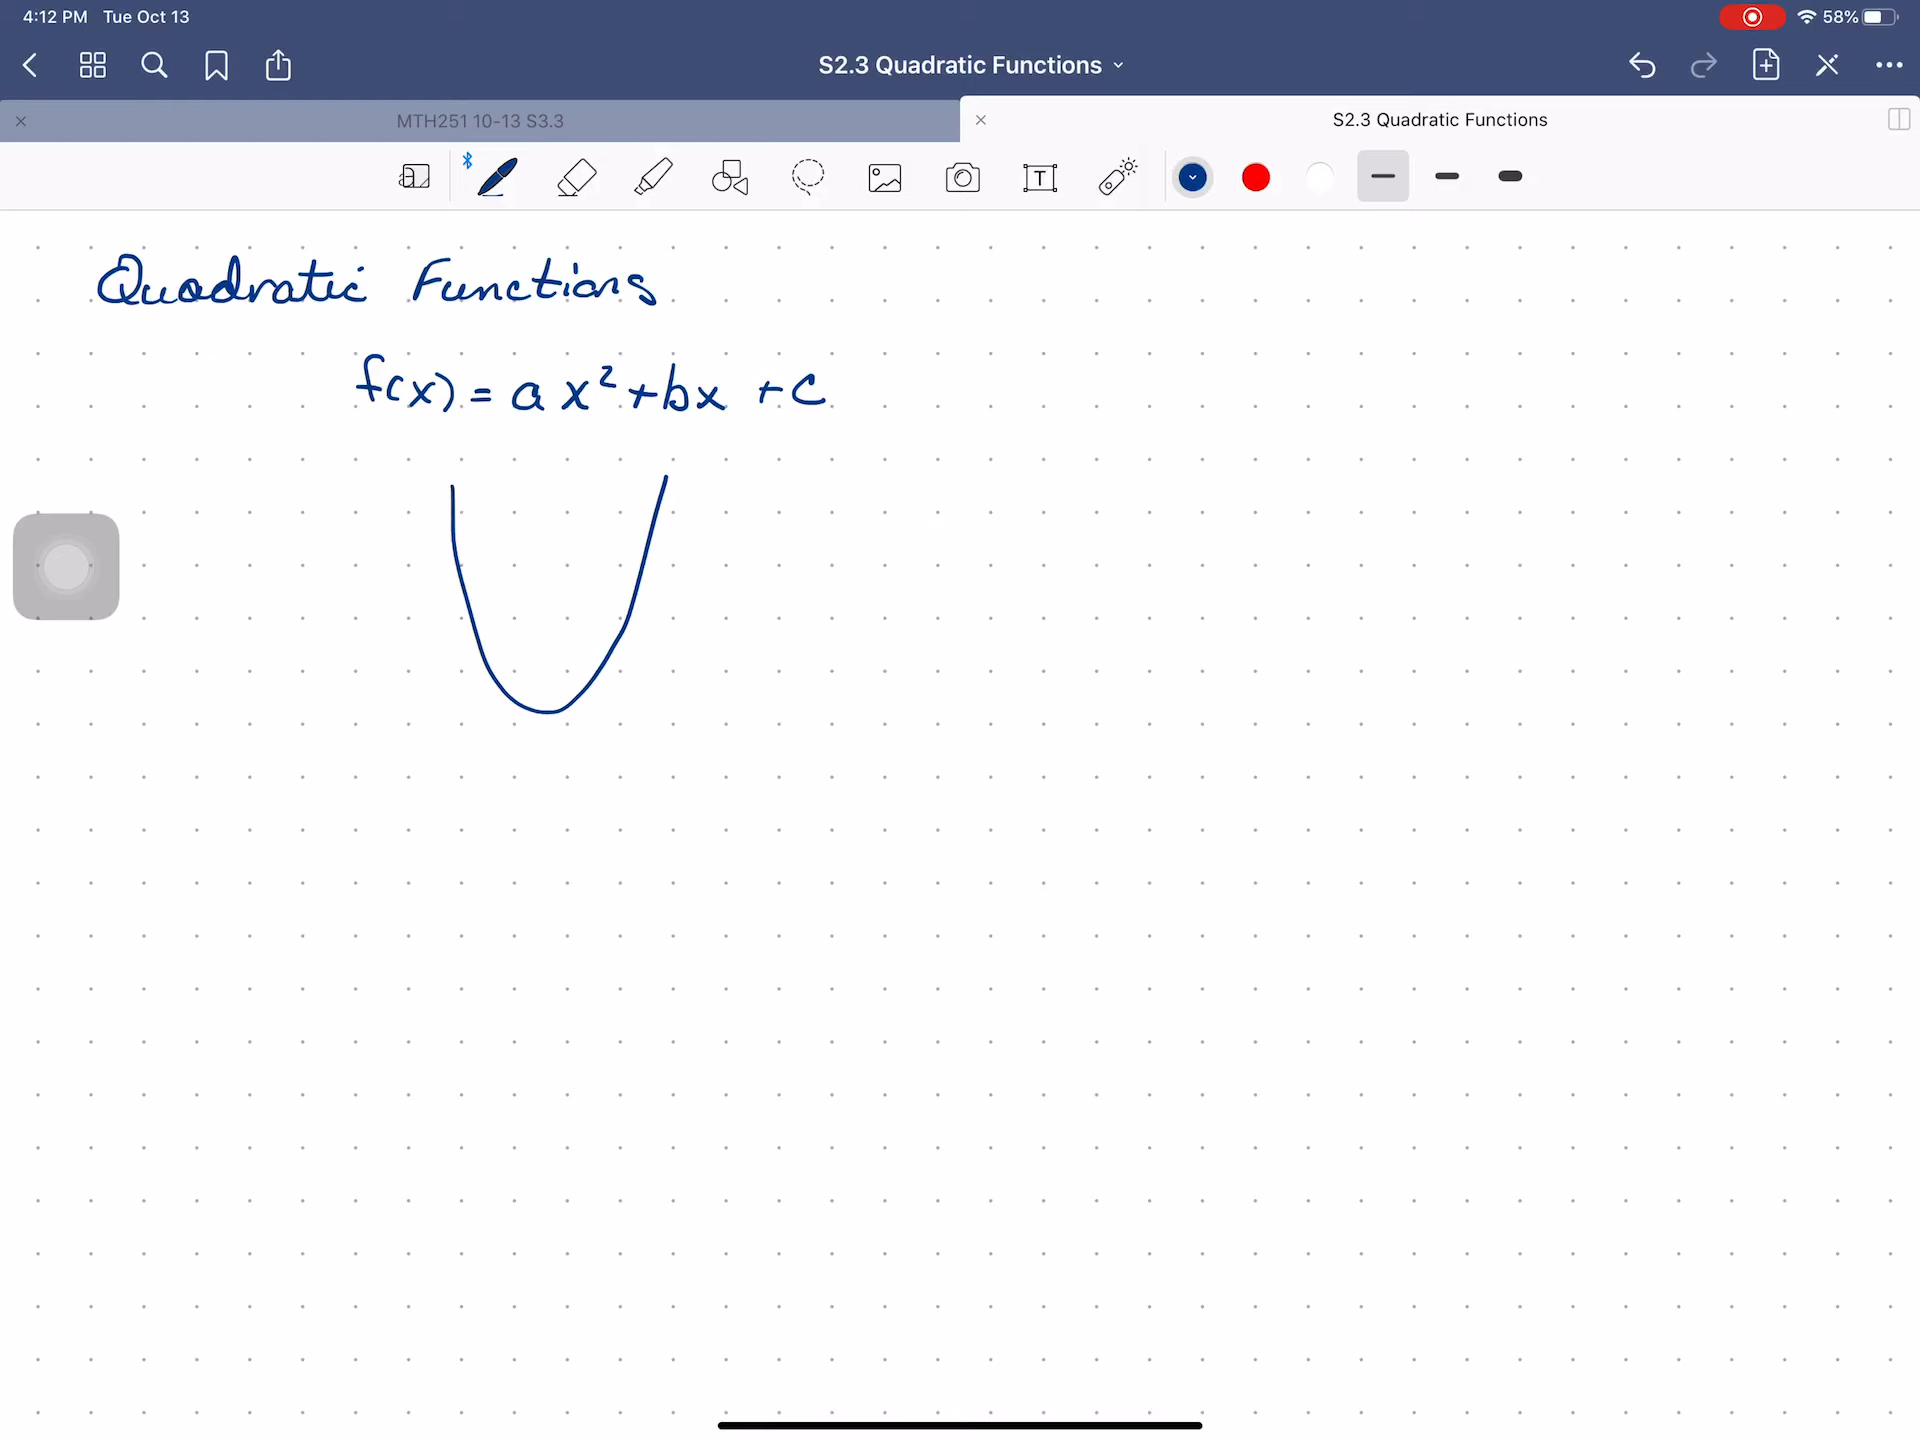 4:12 PM Tue Oct 13 58%
S2.3 Quadratic Functions
MTH251 10-13 S3.3 S2.3 Quadratic Functions
a T
Quadratic Functions
f(x) = ax² + bx + c